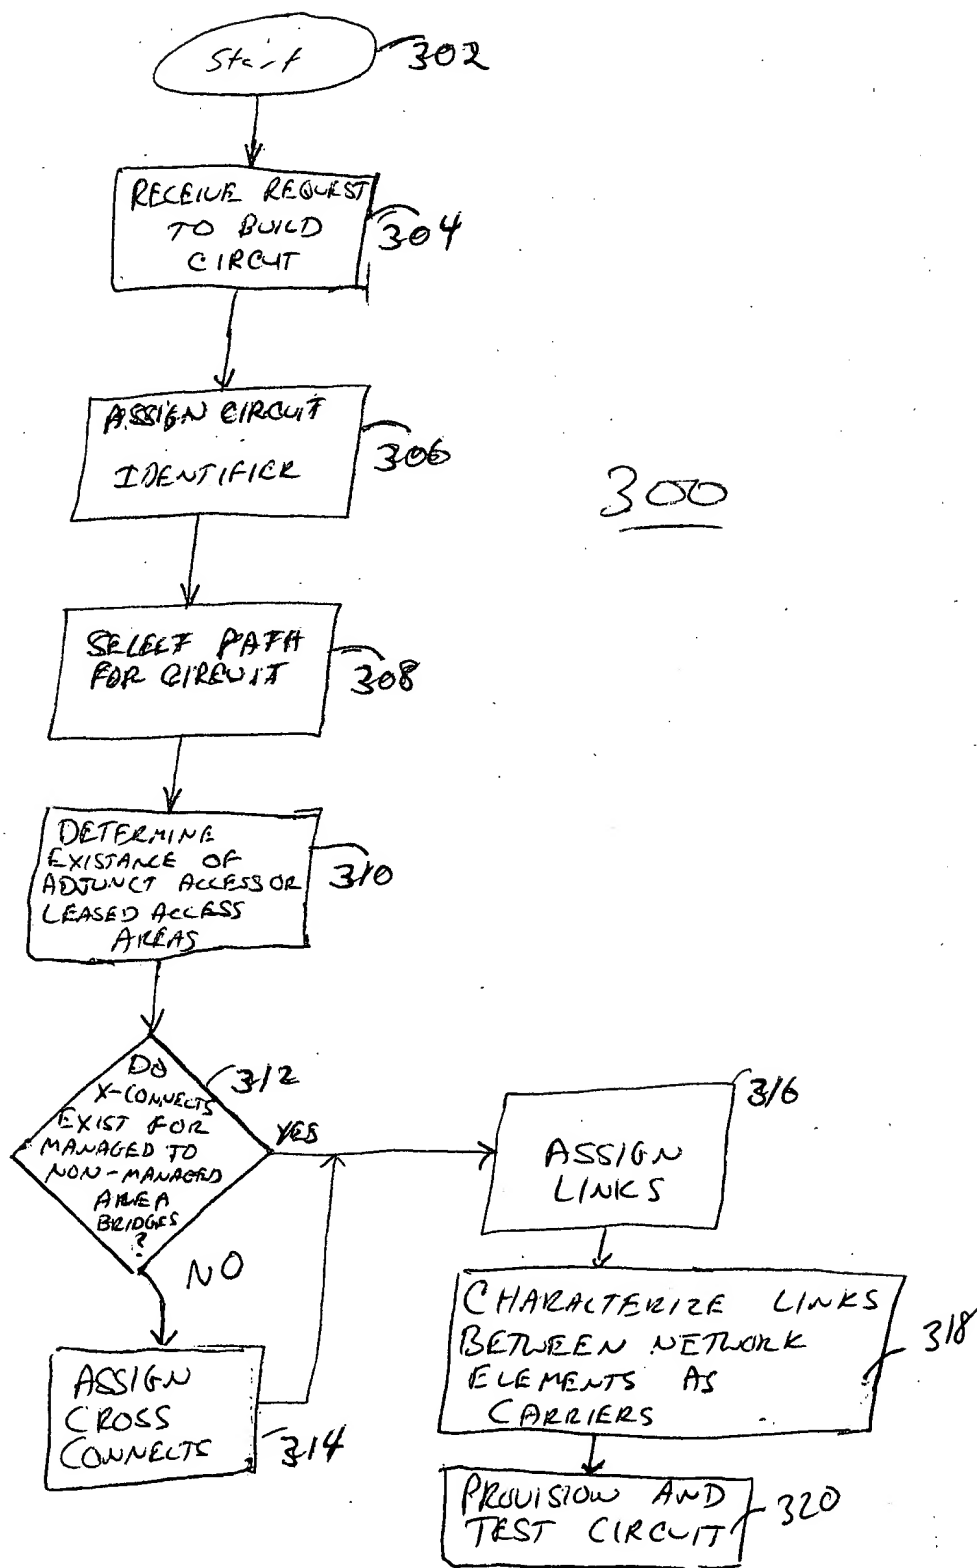 Start
302
RECEIVE REQUEST
TO BUILD
CIRCUT
304
ASSIGN CIRCUIT
IDENTIFIER
306
300
SELECT PATH
FOR CIRCUIT
308
DETERMINE
EXISTANCE OF
ADJUNCT ACCESS OR
LEASED ACCESS
AREAS
310
DO
X-CONNECTS
EXIST FOR
MANAGED TO
NON-MANAGED
AREA
BRIDGES
?
312
YES
NO
ASSIGN
CROSS
CONNECTS
314
ASSIGN
LINKS
316
CHARACTERIZE LINKS
BETWEEN NETWORK
ELEMENTS AS
CARRIERS
318
PROVISION AND
TEST CIRCUIT
320